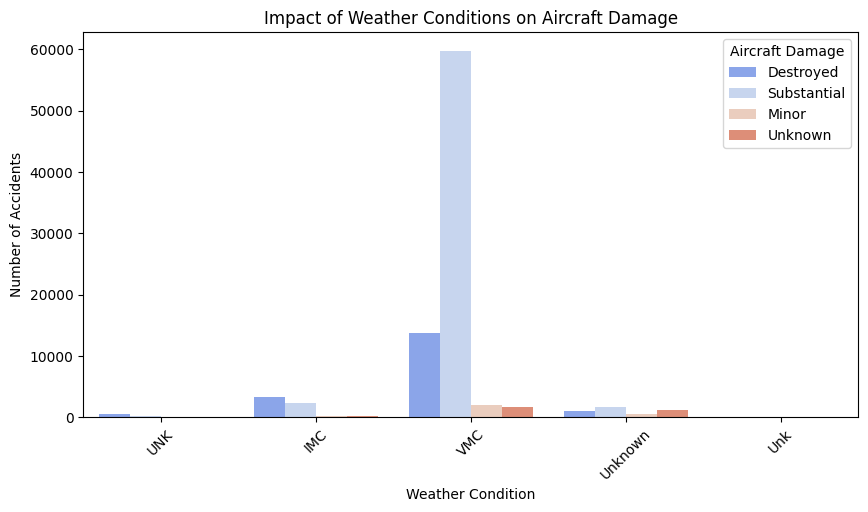 Impact of Weather Conditions on Aircraft Damage
Number of Accidents
60000
50000
40000
30000
20000
10000
0
Aircraft Damage
Destroyed
Substantial
Minor
Unknown
UNK
IMC
VMC
Unknown
Unk
Weather Condition